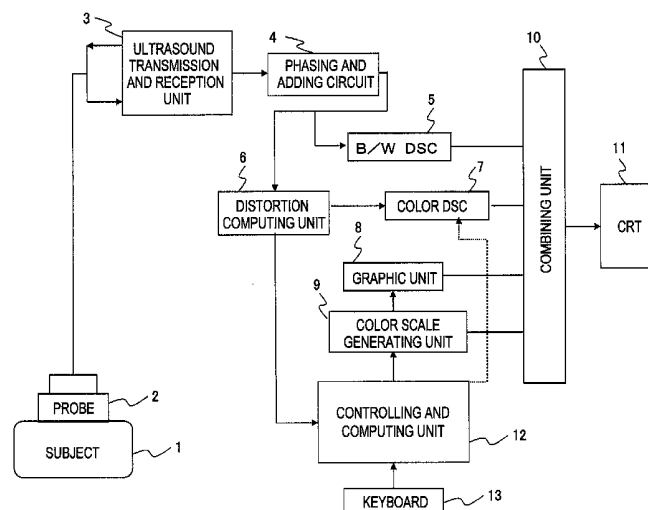 3
ULTRASOUND
TRANSMISSION
AND RECEPTION
UNIT
4
PHASING AND
ADDING CIRCUIT
10
5
B/W DSC
6
DISTORTION
COMPUTING UNIT
7
COLOR DSC
11
CRT
COMBINING UNIT
8
GRAPHIC UNIT
9
COLOR SCALE
GENERATING UNIT
PROBE
2
CONTROLLING AND
COMPUTING UNIT
12
SUBJECT
1
KEYBOARD
13